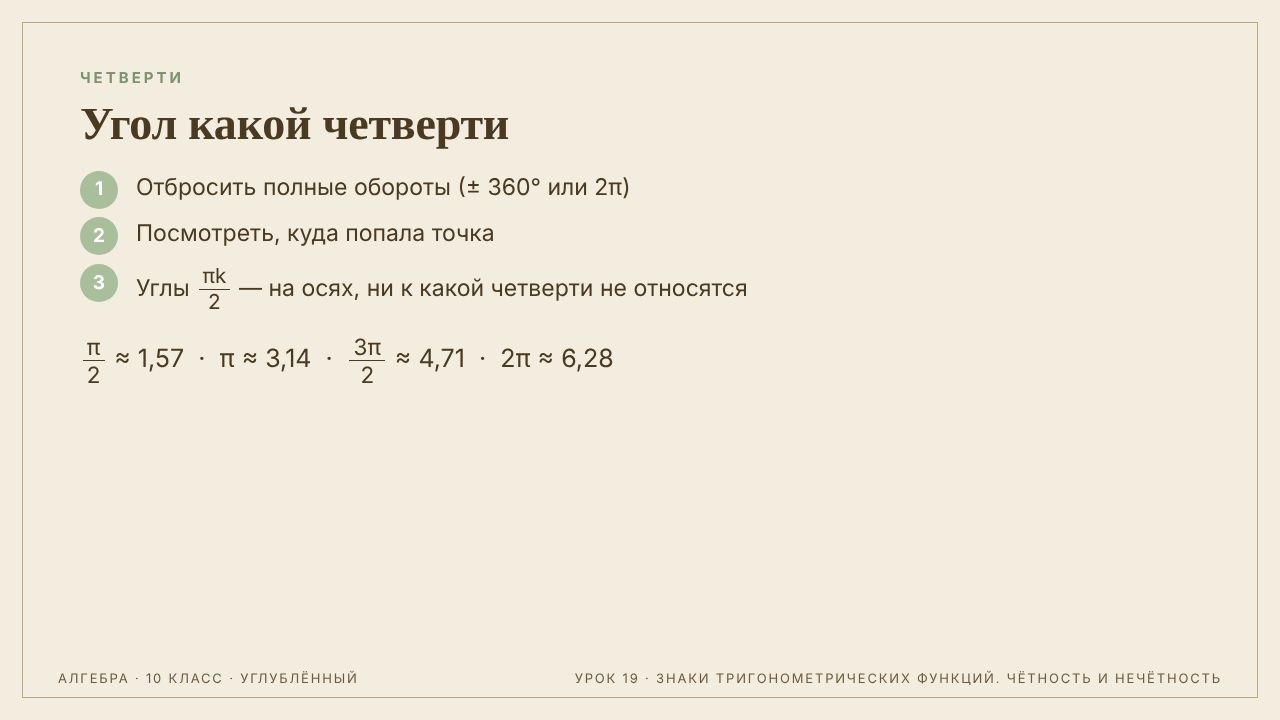 ЧЕТВЕРТИ
Угол какой четверти
1 Отбросить полные обороты (± 360° или 2π)
2 Посмотреть, куда попала точка
3 Углы πk/2 — на осях, ни к какой четверти не относятся
π/2 ≈ 1,57 · π ≈ 3,14 · 3π/2 ≈ 4,71 · 2π ≈ 6,28
АЛГЕБРА · 10 КЛАСС · УГЛУБЛЁННЫЙ
УРОК 19 · ЗНАКИ ТРИГОНОМЕТРИЧЕСКИХ ФУНКЦИЙ. ЧЁТНОСТЬ И НЕЧЁТНОСТЬ